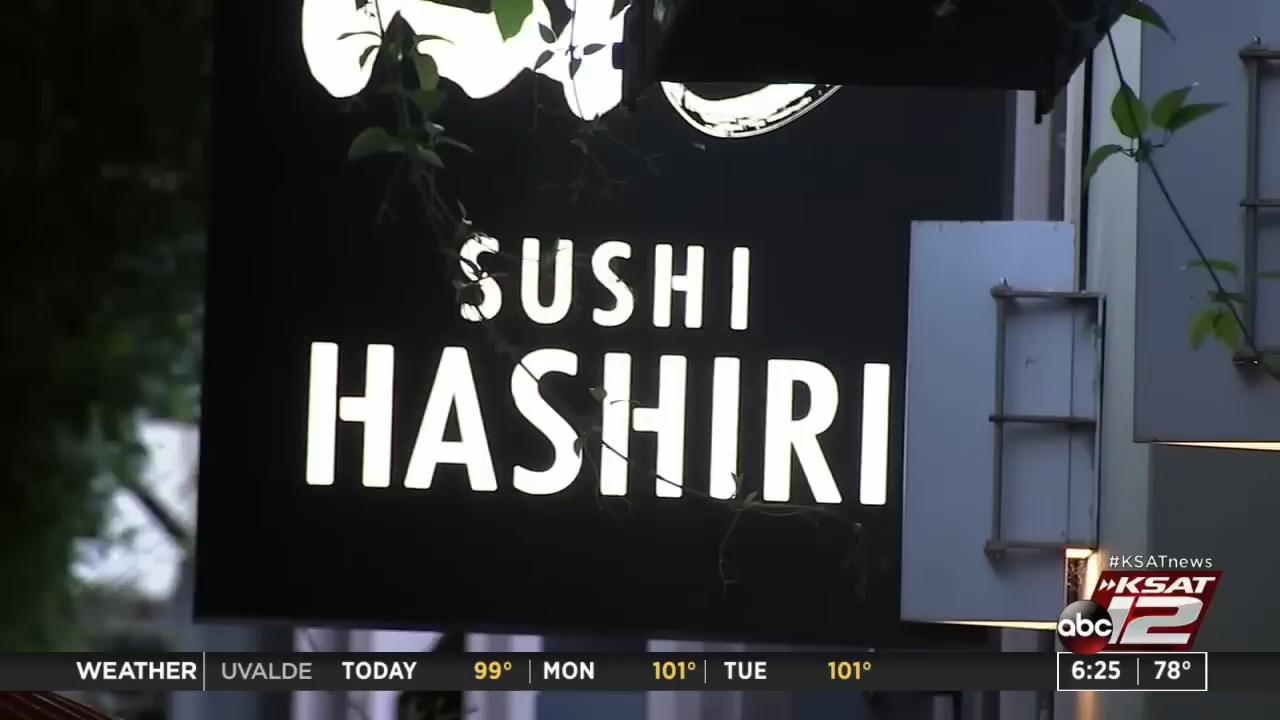 SUSHI
HASHIRI
#KSATnews
KSAT
abc 12
WEATHER UVALDE TODAY 99° MON 101° TUE 101°
6:25 78°